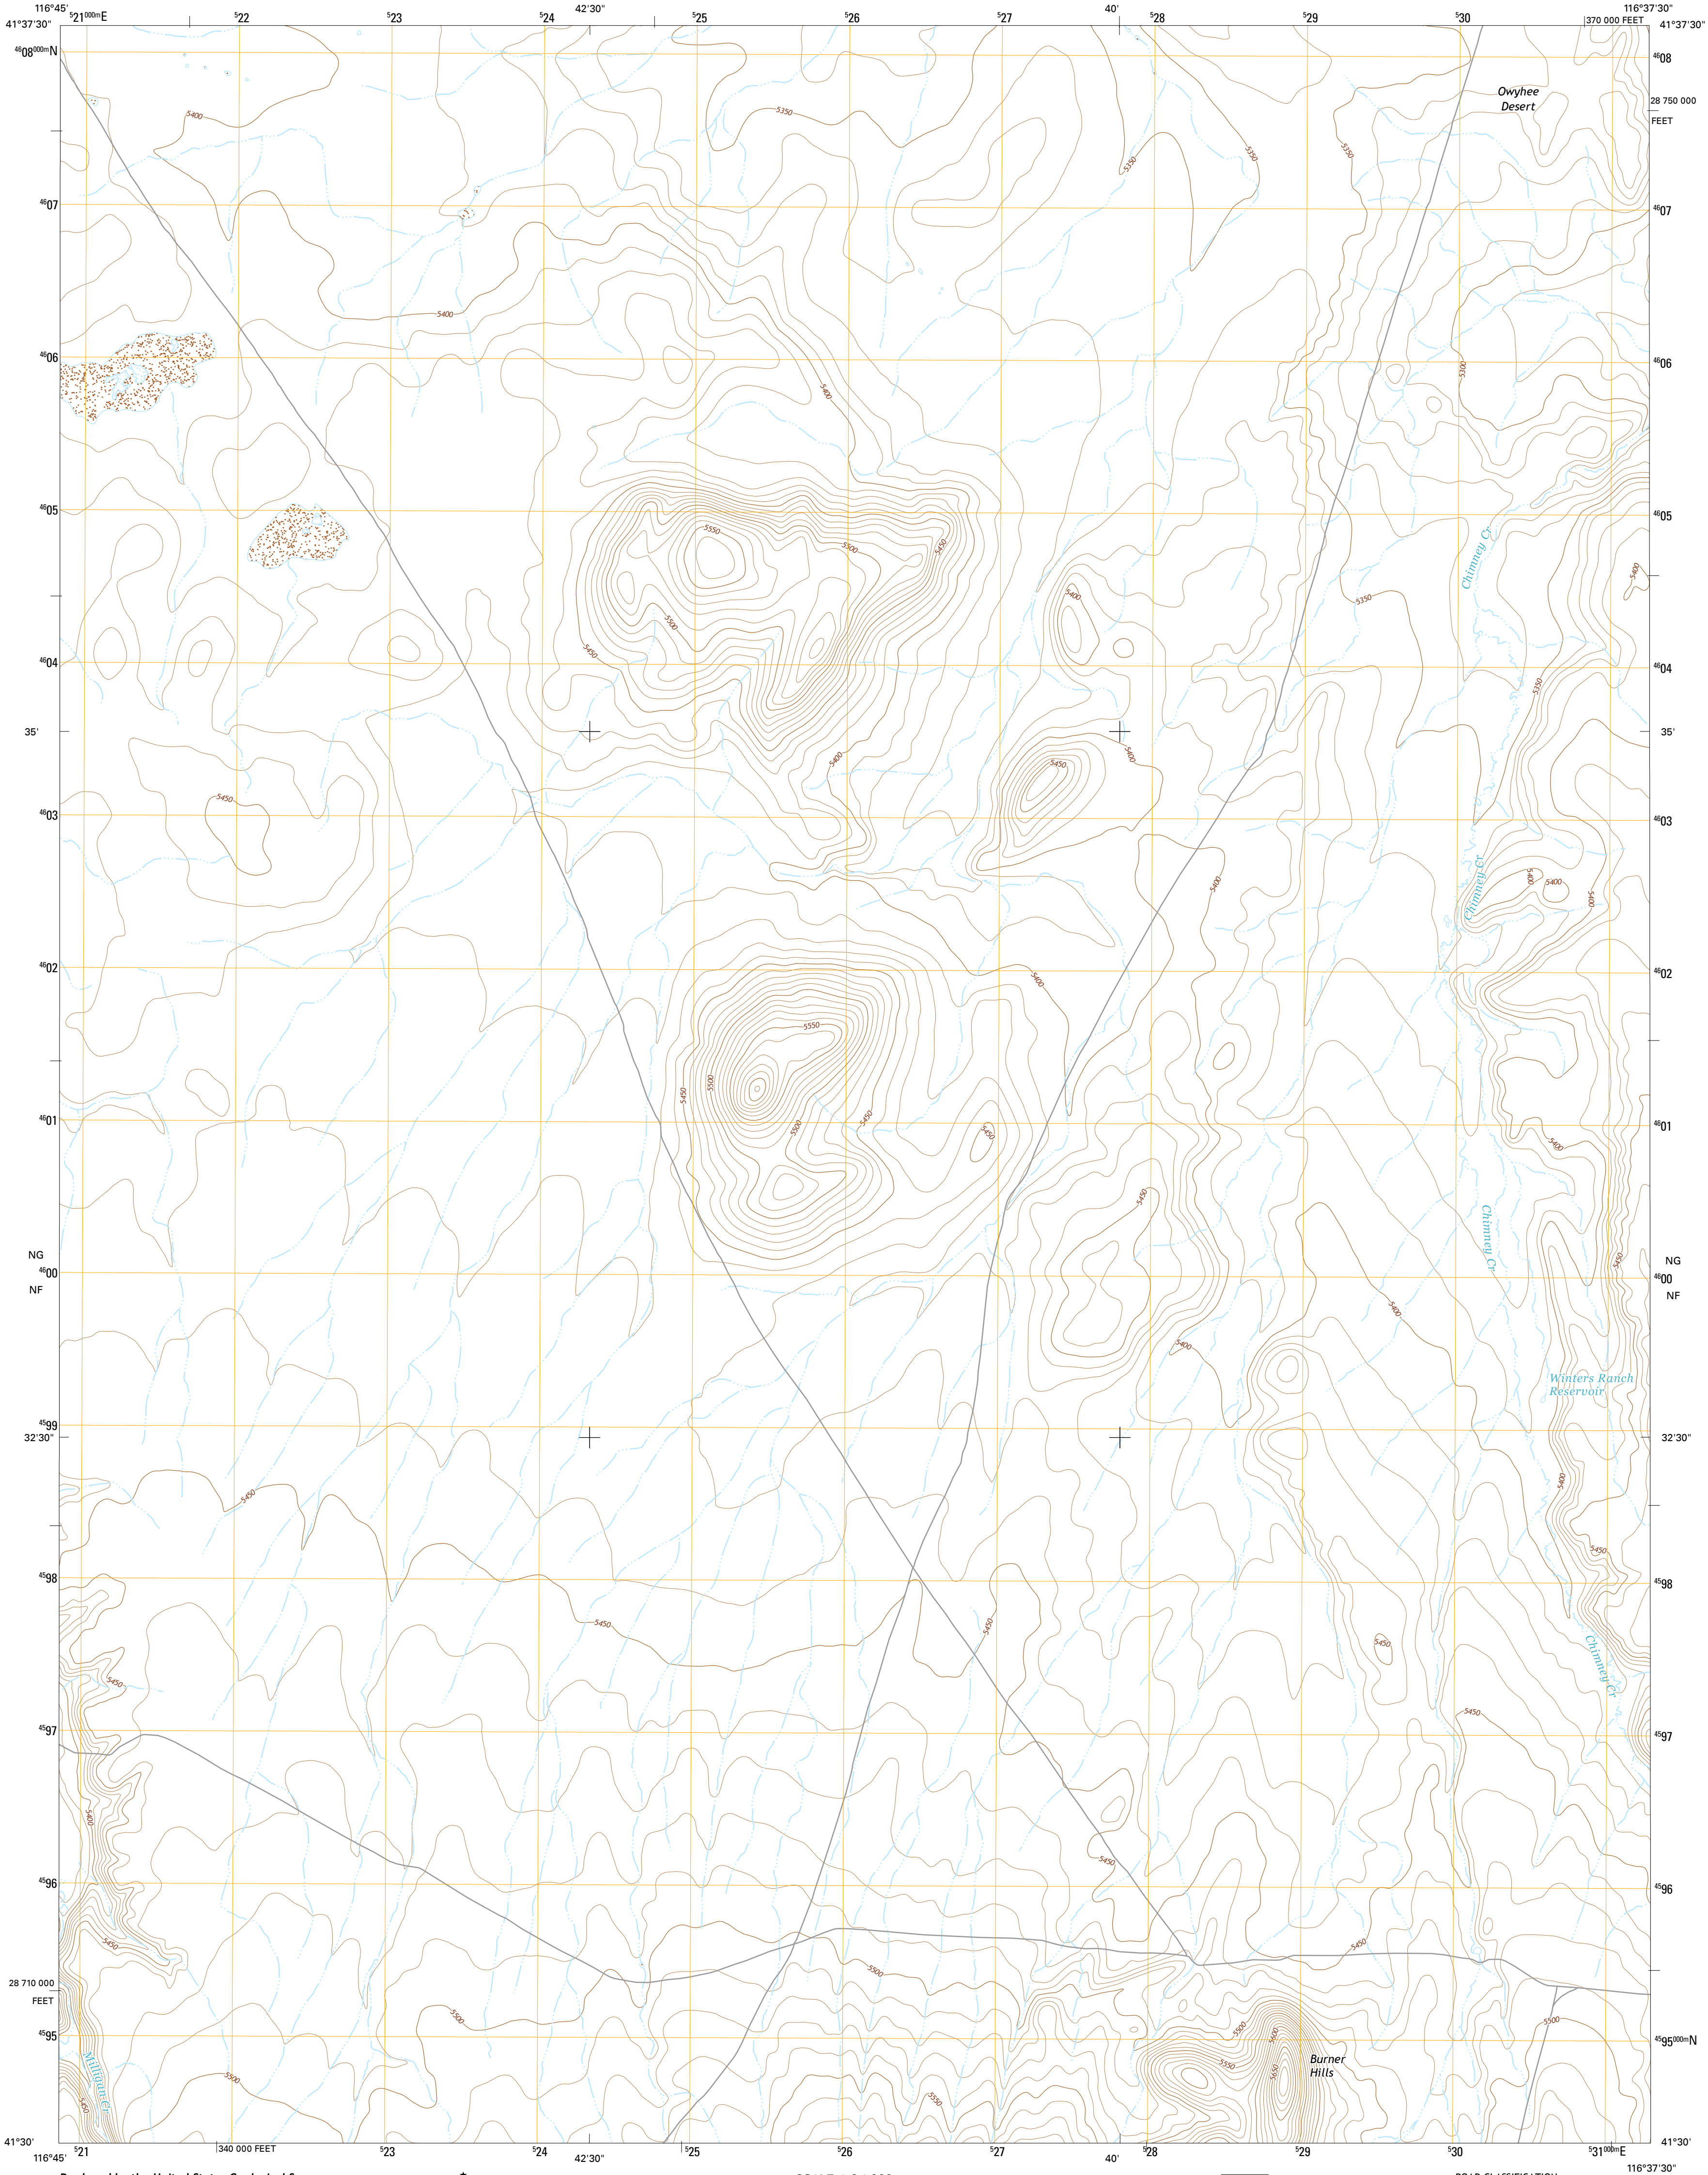 116°45' 521000mE 522 523 524 42'30" 525 526 527 40' 528 529 530 370 000 FEET 116°37'30"
41°37'30" 41°37'30"
4608000mN 4608
Owyhee
Desert
28 750 000
FEET
5400 5350 5350 5350 5350
4607 4607
5400
4606 5300 4606
5400
4605 4605
5550 5500 5450
Chimney Cr
5400 5400 5350
5500
5450
4604 4604
5350
35' 35'
5400 5450 5400
5450
4603 4603
Chimney Cr
5400 5400 5400 5400
4602 4602
5400
5550
5450 5500
5450
5500 5450
4601 4601
5400
5450
Chimney Cr
NG NG
5450
4600 4600
NF NF
5400
5400
Winters Ranch
Reservoir
4599
32'30" 32'30"
5400
5450
5450
4598 4598
5450 5450 5450
Chimney Cr
5450
5450
4597 4597
5400
5450
4596 4596
5450 5450
5500
28 710 000
FEET
5500 5500 5600 5500
4595 4595000mN
Burner
Hills
5550 5650
Milligan Cr
5500
5450 5550
41°30' 41°30'
521 340 000 FEET 523 524 525 526 527 528 529 530 531000mE
116°45' 42'30" 40' 116°37'30"